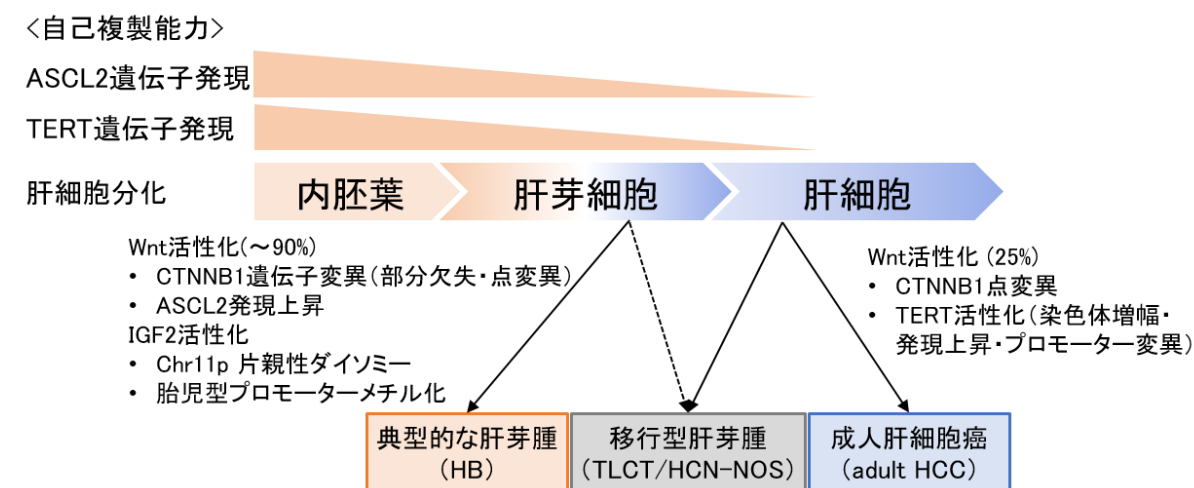 <自己複製能力>
ASCL2遺伝子発現
TERT遺伝子発現
肝細胞分化
内胚葉
肝芽細胞
肝細胞
Wnt活性化(~90%)
• CTNNB1遺伝子変異(部分欠失・点変異)
• ASCL2発現上昇
IGF2活性化
• Chr11p 片親性ダイソミー
• 胎児型プロモーターメチル化
Wnt活性化 (25%)
• CTNNB1点変異
• TERT活性化(染色体増幅・
発現上昇・プロモーター変異)
典型的な肝芽腫
(HB)
移行型肝芽腫
(TLCT/HCN-NOS)
成人肝細胞癌
(adult HCC)